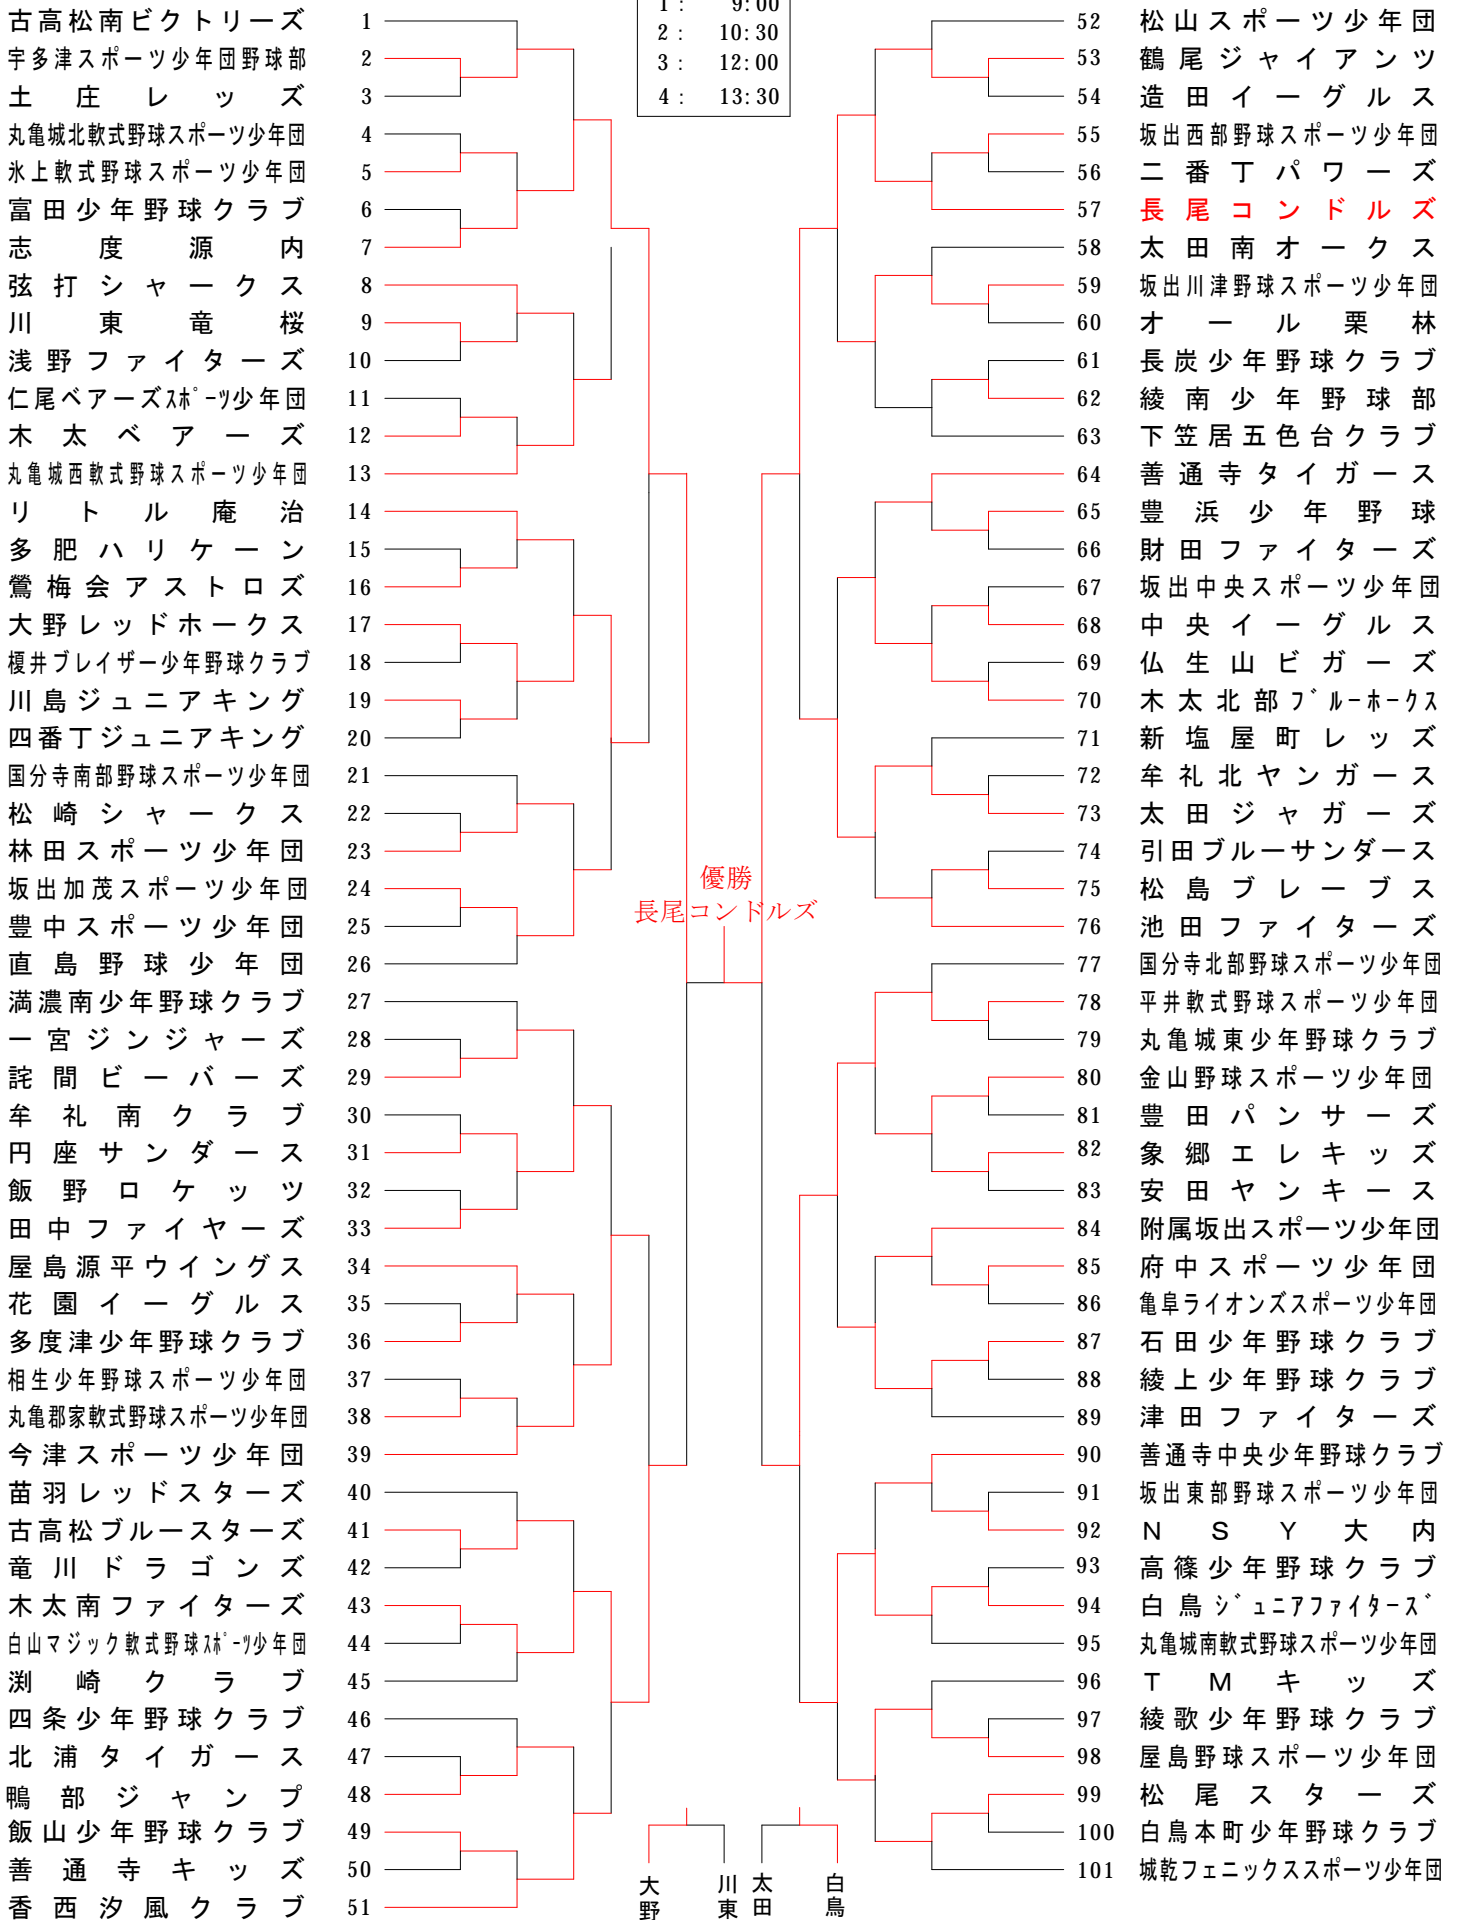 1： 9:00
2： 10:30
3： 12:00
4： 13:30
古高松南ビクトリーズ 1
宇多津スポーツ少年団野球部 2
土庄レッズ 3
丸亀城北軟式野球スポーツ少年団 4
氷上軟式野球スポーツ少年団 5
富田少年野球クラブ 6
志度源内 7
弦打シャークス 8
川東竜桜 9
浅野ファイターズ 10
仁尾ベアーズｽﾎﾟｰﾂ少年団 11
木太ベアーズ 12
丸亀城西軟式野球スポーツ少年団 13
リトル庵治 14
多肥ハリケーン 15
鶯梅会アストロズ 16
大野レッドホークス 17
榎井ブレイザー少年野球クラブ 18
川島ジュニアキング 19
四番丁ジュニアキング 20
国分寺南部野球スポーツ少年団 21
松崎シャークス 22
林田スポーツ少年団 23
坂出加茂スポーツ少年団 24
豊中スポーツ少年団 25
直島野球少年団 26
満濃南少年野球クラブ 27
一宮ジンジャーズ 28
詫間ビーバーズ 29
牟礼南クラブ 30
円座サンダース 31
飯野ロケッツ 32
田中ファイヤーズ 33
屋島源平ウイングス 34
花園イーグルス 35
多度津少年野球クラブ 36
相生少年野球スポーツ少年団 37
丸亀郡家軟式野球スポーツ少年団 38
今津スポーツ少年団 39
苗羽レッドスターズ 40
古高松ブルースターズ 41
竜川ドラゴンズ 42
木太南ファイターズ 43
白山マジック軟式野球ｽﾎﾟｰﾂ少年団 44
渕崎クラブ 45
四条少年野球クラブ 46
北浦タイガース 47
鴨部ジャンプ 48
飯山少年野球クラブ 49
善通寺キッズ 50
香西汐風クラブ 51
優勝
長尾コンドルズ
大野
川東
太田
白鳥
52 松山スポーツ少年団
53 鶴尾ジャイアンツ
54 造田イーグルス
55 坂出西部野球スポーツ少年団
56 二番丁パワーズ
57 長尾コンドルズ
58 太田南オークス
59 坂出川津野球スポーツ少年団
60 オール栗林
61 長炭少年野球クラブ
62 綾南少年野球部
63 下笠居五色台クラブ
64 善通寺タイガース
65 豊浜少年野球
66 財田ファイターズ
67 坂出中央スポーツ少年団
68 中央イーグルス
69 仏生山ビガーズ
70 木太北部ﾌﾞﾙｰﾎｰｸｽ
71 新塩屋町レッズ
72 牟礼北ヤンガース
73 太田ジャガーズ
74 引田ブルーサンダース
75 松島ブレーブス
76 池田ファイターズ
77 国分寺北部野球スポーツ少年団
78 平井軟式野球スポーツ少年団
79 丸亀城東少年野球クラブ
80 金山野球スポーツ少年団
81 豊田パンサーズ
82 象郷エレキッズ
83 安田ヤンキース
84 附属坂出スポーツ少年団
85 府中スポーツ少年団
86 亀阜ライオンズスポーツ少年団
87 石田少年野球クラブ
88 綾上少年野球クラブ
89 津田ファイターズ
90 善通寺中央少年野球クラブ
91 坂出東部野球スポーツ少年団
92 ＮＳＹ大内
93 高篠少年野球クラブ
94 白鳥ｼﾞｭﾆｱﾌｧｲﾀｰｽﾞ
95 丸亀城南軟式野球スポーツ少年団
96 ＴＭキッズ
97 綾歌少年野球クラブ
98 屋島野球スポーツ少年団
99 松尾スターズ
100 白鳥本町少年野球クラブ
101 城乾フェニックススポーツ少年団